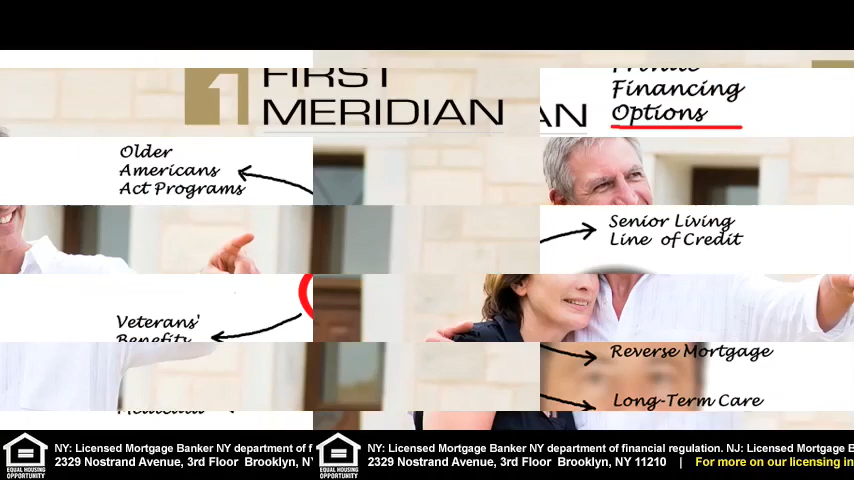 FIRST
MERIDIAN
AN
Financing
Options
Older
Americans
Act Programs
Senior Living
Line of Credit
Veterans'
Benefits
Reverse Mortgage
Long-Term Care
NY: Licensed Mortgage Banker NY department of f
2329 Nostrand Avenue, 3rd Floor Brooklyn, N
EQUAL HOUSING
OPPORTUNITY
NY: Licensed Mortgage Banker NY department of financial regulation. NJ: Licensed Mortgage B
2329 Nostrand Avenue, 3rd Floor Brooklyn, NY 11210 | For more on our licensing in
EQUAL HOUSING
OPPORTUNITY